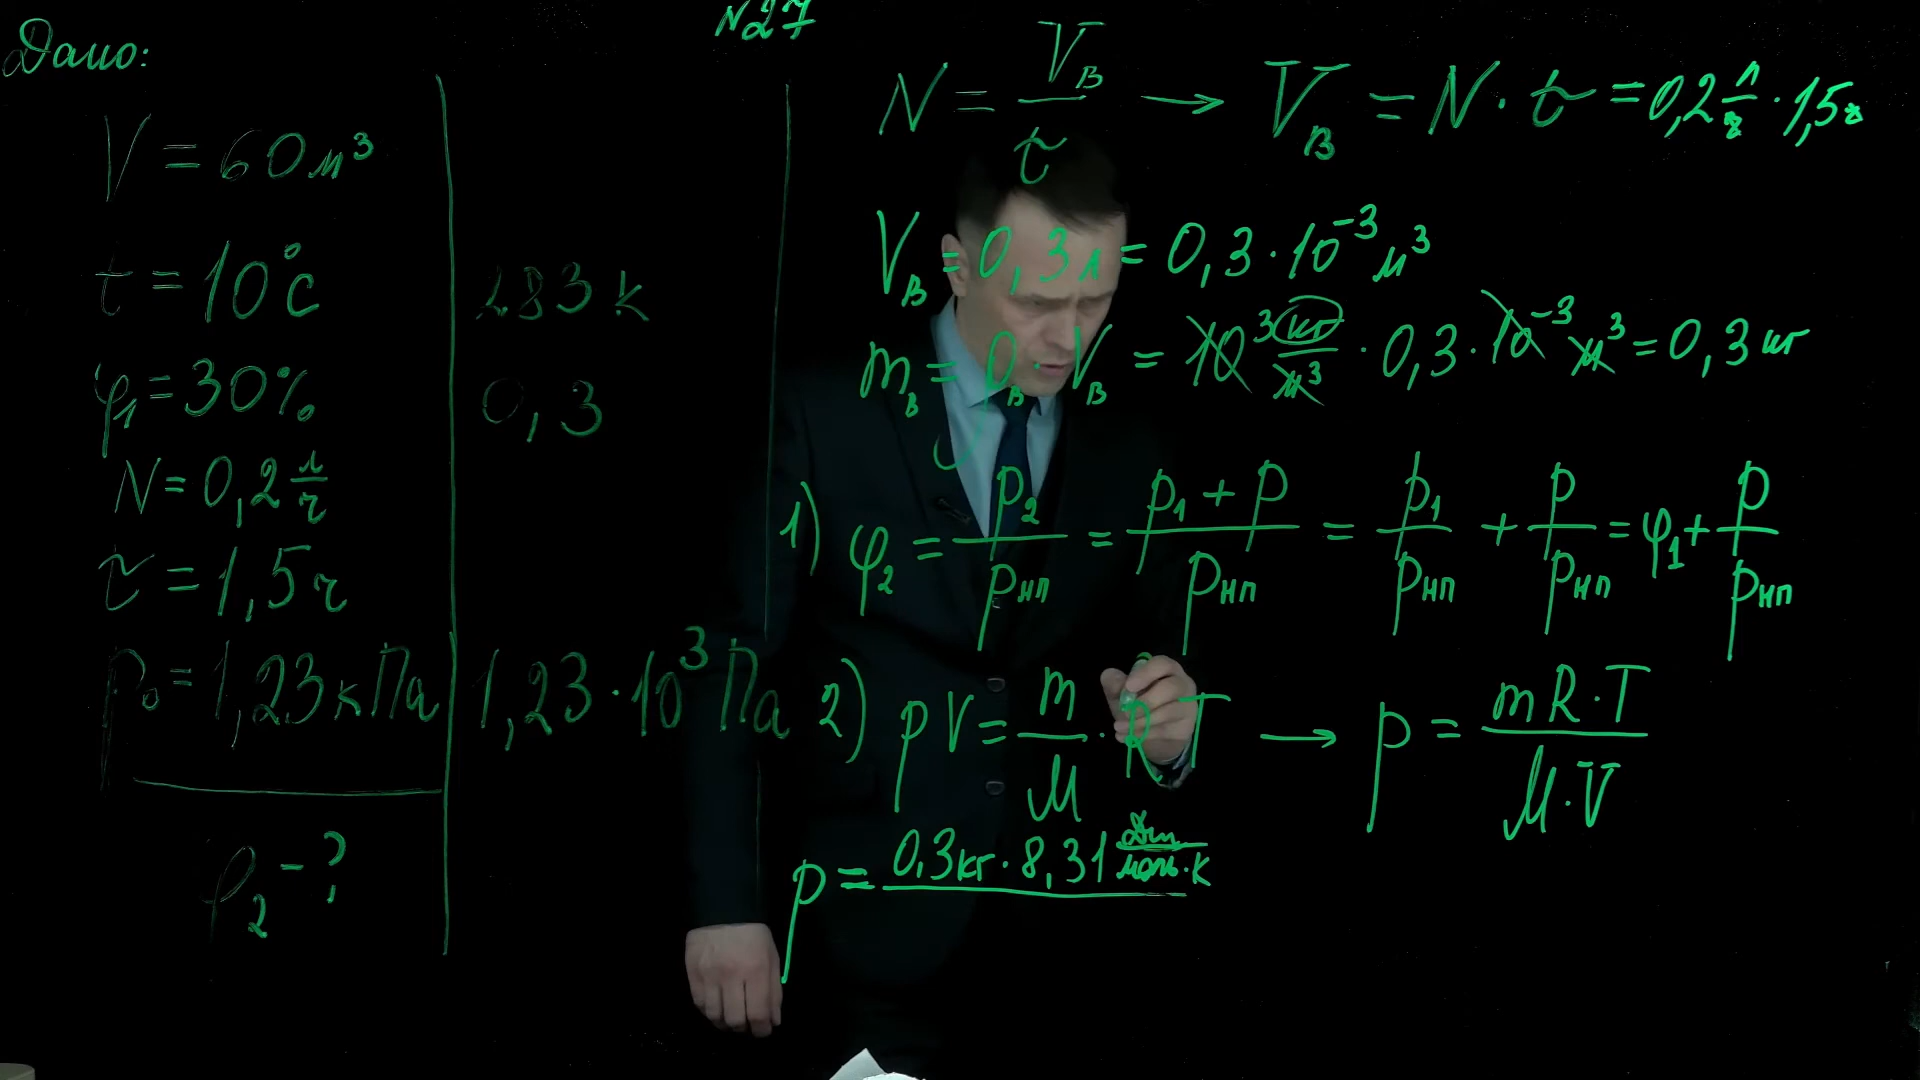 N27
Дано:
V = 60 м³
t = 10°C 283 K
φ₁ = 30% 0,3
N = 0,2 л/ч
τ = 1,5 ч
p₀ = 1,23 кПа 1,23 · 10³ Па
φ₂ - ?
N = V_в / τ → V_в = N · τ = 0,2 л/ч · 1,5 ч
V_в = 0,3 л = 0,3 · 10⁻³ м³
m_в = ρ_в · V_в = 10³ кг/м³ · 0,3 · 10⁻³ м³ = 0,3 кг
1) φ₂ = p₂/p_нп = (p₁ + p)/p_нп = p₁/p_нп + p/p_нп = φ₁ + p/p_нп
2) pV = m/M · RT → p = mR·T / M·V
p = 0,3 кг · 8,31 Дж/моль·К